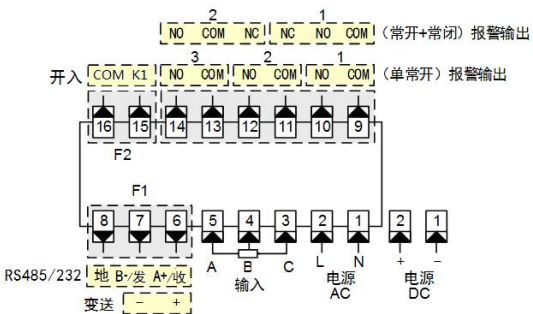 2 1
NO COM NC NC NO COM (常开+常闭) 报警输出
3 2 1
开入 COM K1 NO COM NO COM NO COM (单常开) 报警输出
16 15 14 13 12 11 10 9
F2
F1
8 7 6 5 4 3 2 1 2 1
A B C L N + -
RS485/232 地 B-/发 A+/收 输入 电源 AC 电源 DC
变送 - +